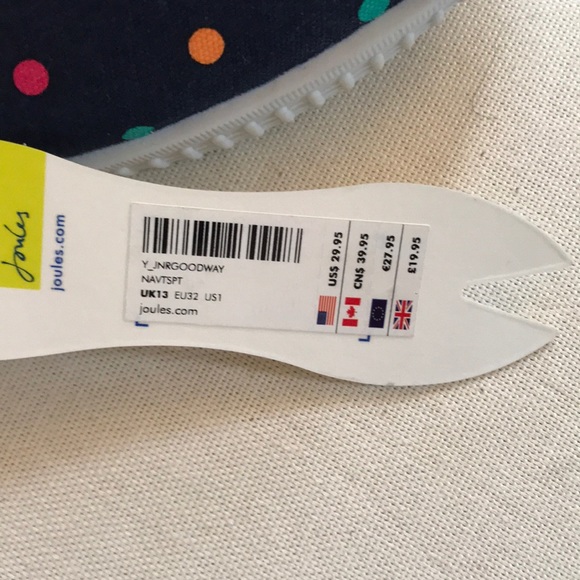 Joules
joules.com
Y_JNRGOODWAY
NAVTSPT
UK13 EU32 US1
joules.com
US$ 29.95
CN$ 39.95
€27.95
£19.95